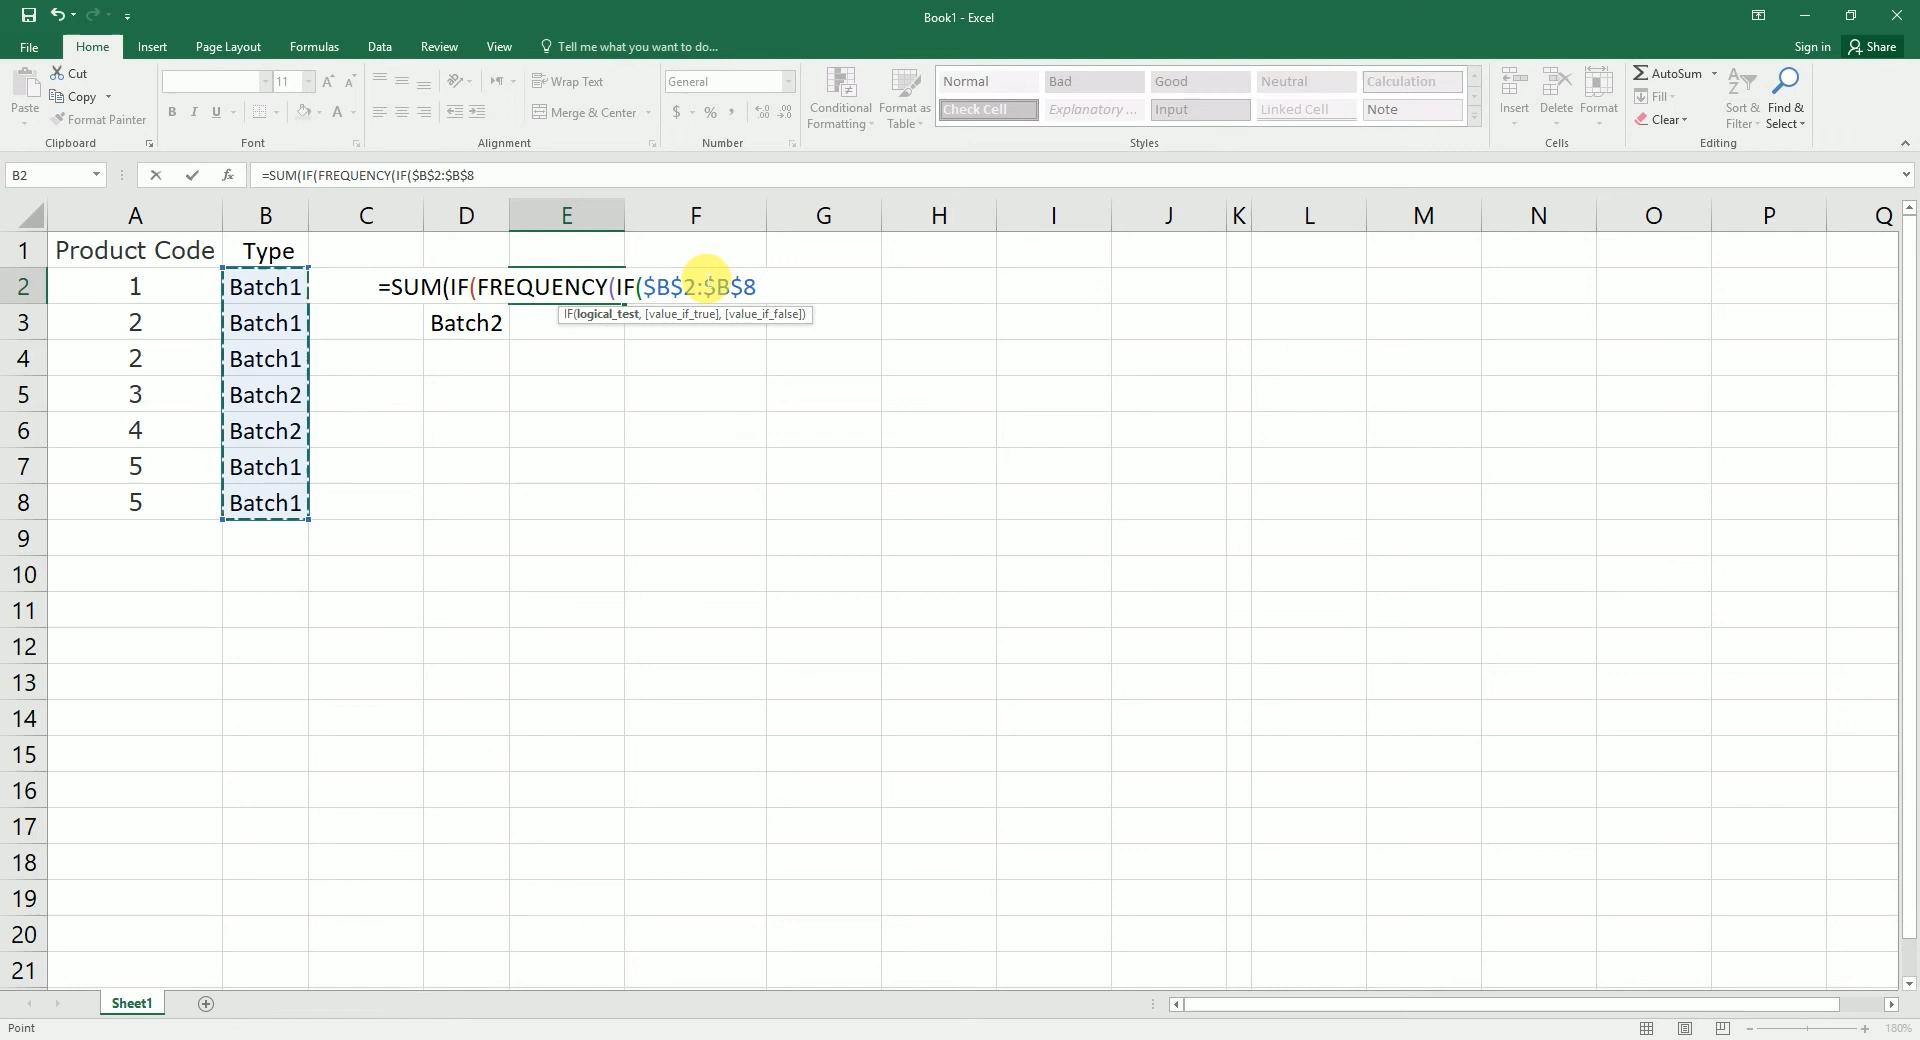 Book1 - Excel
File Home Insert Page Layout Formulas Data Review View Tell me what you want to do... Sign in Share
Paste
Cut
Copy
Format Painter
Clipboard
11 A A
B I U A
Font
Wrap Text
Merge & Center
Alignment
General
$ % ,
Number
Conditional Formatting
Format as Table
Normal Bad Good Neutral Calculation
Check Cell Explanatory ... Input Linked Cell Note
Styles
Insert Delete Format
Cells
AutoSum
Fill
Clear
Sort & Filter
Find & Select
Editing
B2 fx =SUM(IF(FREQUENCY(IF($B$2:$B$8
A B C D E F G H I J K L M N O P Q
1 Product Code Type
2 1 Batch1 =SUM(IF(FREQUENCY(IF($B$2:$B$8
IF(logical_test, [value_if_true], [value_if_false])
3 2 Batch1 Batch2
4 2 Batch1
5 3 Batch2
6 4 Batch2
7 5 Batch1
8 5 Batch1
9
10
11
12
13
14
15
16
17
18
19
20
21
Sheet1
Point 180%